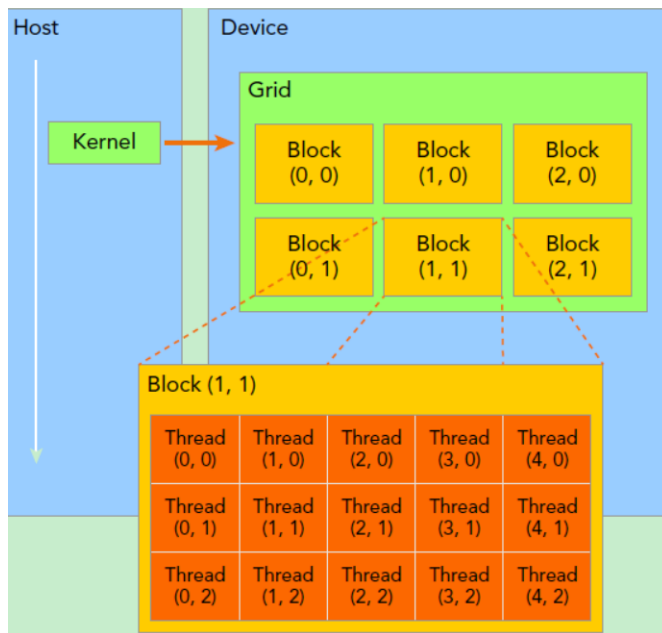 Host
Device
Grid
Kernel
Block
(0, 0)
Block
(1, 0)
Block
(2, 0)
Block
(0, 1)
Block
(1, 1)
Block
(2, 1)
Block (1, 1)
Thread
(0, 0)
Thread
(1, 0)
Thread
(2, 0)
Thread
(3, 0)
Thread
(4, 0)
Thread
(0, 1)
Thread
(1, 1)
Thread
(2, 1)
Thread
(3, 1)
Thread
(4, 1)
Thread
(0, 2)
Thread
(1, 2)
Thread
(2, 2)
Thread
(3, 2)
Thread
(4, 2)